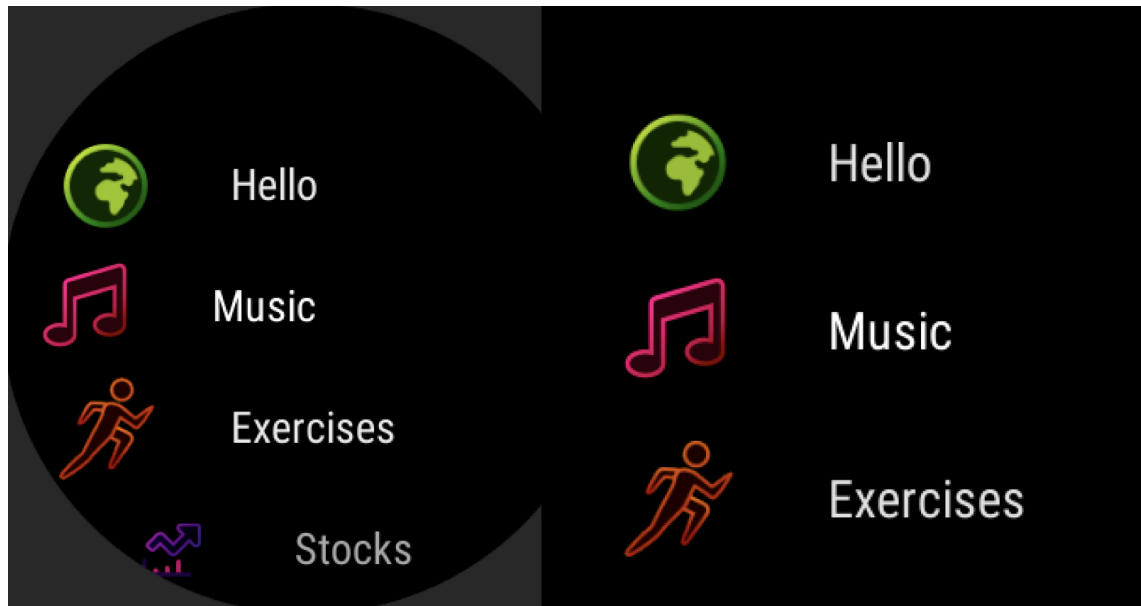 Hello
Music
Exercises
Stocks
Hello
Music
Exercises